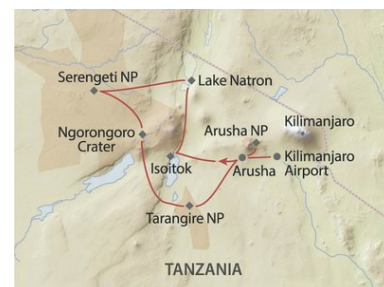 Serengeti NP
Lake Natron
Ngorongoro
Crater
Arusha NP
Kilimanjaro
Isoitok
Arusha
Kilimanjaro
Airport
Tarangire NP
TANZANIA